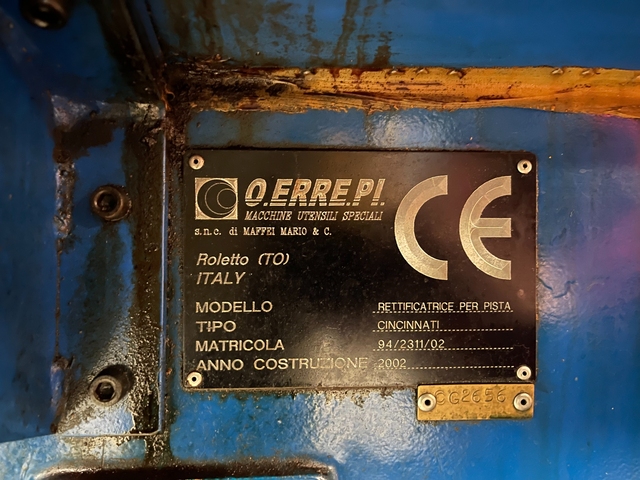 O.ERRE.PI.
MACCHINE UTENSILI SPECIALI
s.n.c. di MAFFEI MARIO & C.
Roletto (TO)
ITALY
CE
MODELLO RETTIFICATRICE PER PISTA
TIPO CINCINNATI
MATRICOLA 94/2311/02
ANNO COSTRUZIONE 2002
CG2656